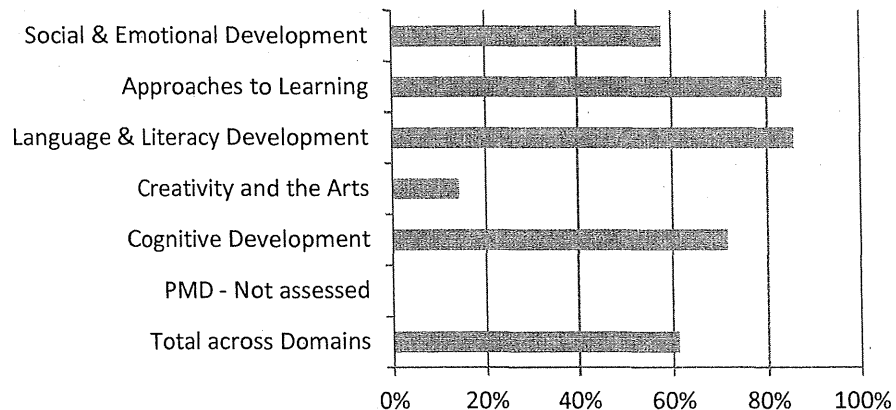 Social & Emotional Development
Approaches to Learning
Language & Literacy Development
Creativity and the Arts
Cognitive Development
PMD - Not assessed
Total across Domains
0% 20% 40% 60% 80% 100%